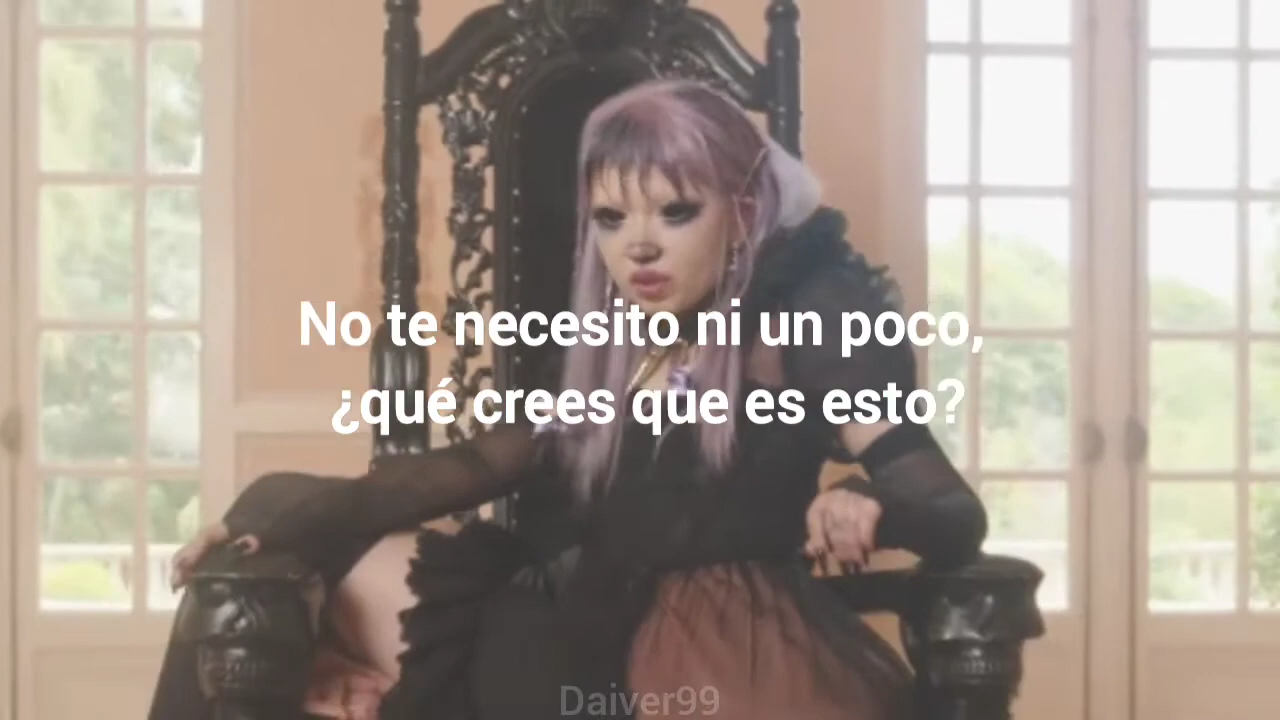 No te necesito ni un poco,
¿qué crees que es esto?
Daiver99